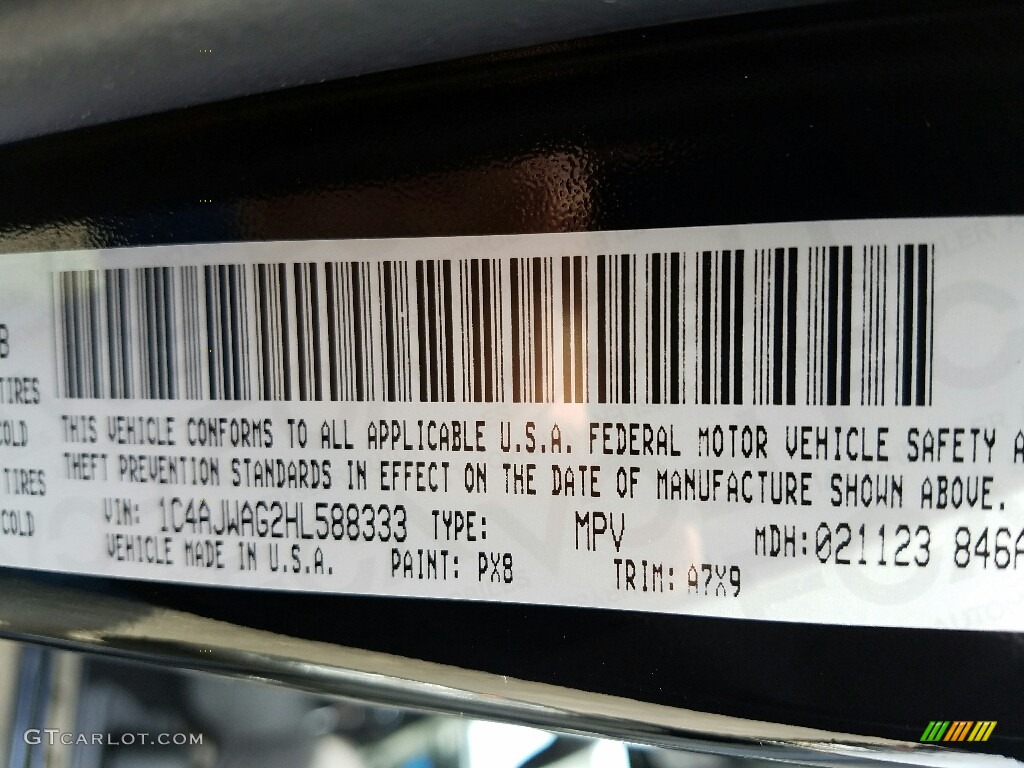 B
TIRES
COLD
TIRES
COLD
THIS VEHICLE CONFORMS TO ALL APPLICABLE U.S.A. FEDERAL MOTOR VEHICLE SAFETY A
THEFT PREVENTION STANDARDS IN EFFECT ON THE DATE OF MANUFACTURE SHOWN ABOVE.
VIN: 1C4AJWAG2HL588333 TYPE: MPV MDH:021123 846A
VEHICLE MADE IN U.S.A. PAINT: PX8 TRIM: A7X9
GTCARLOT.COM